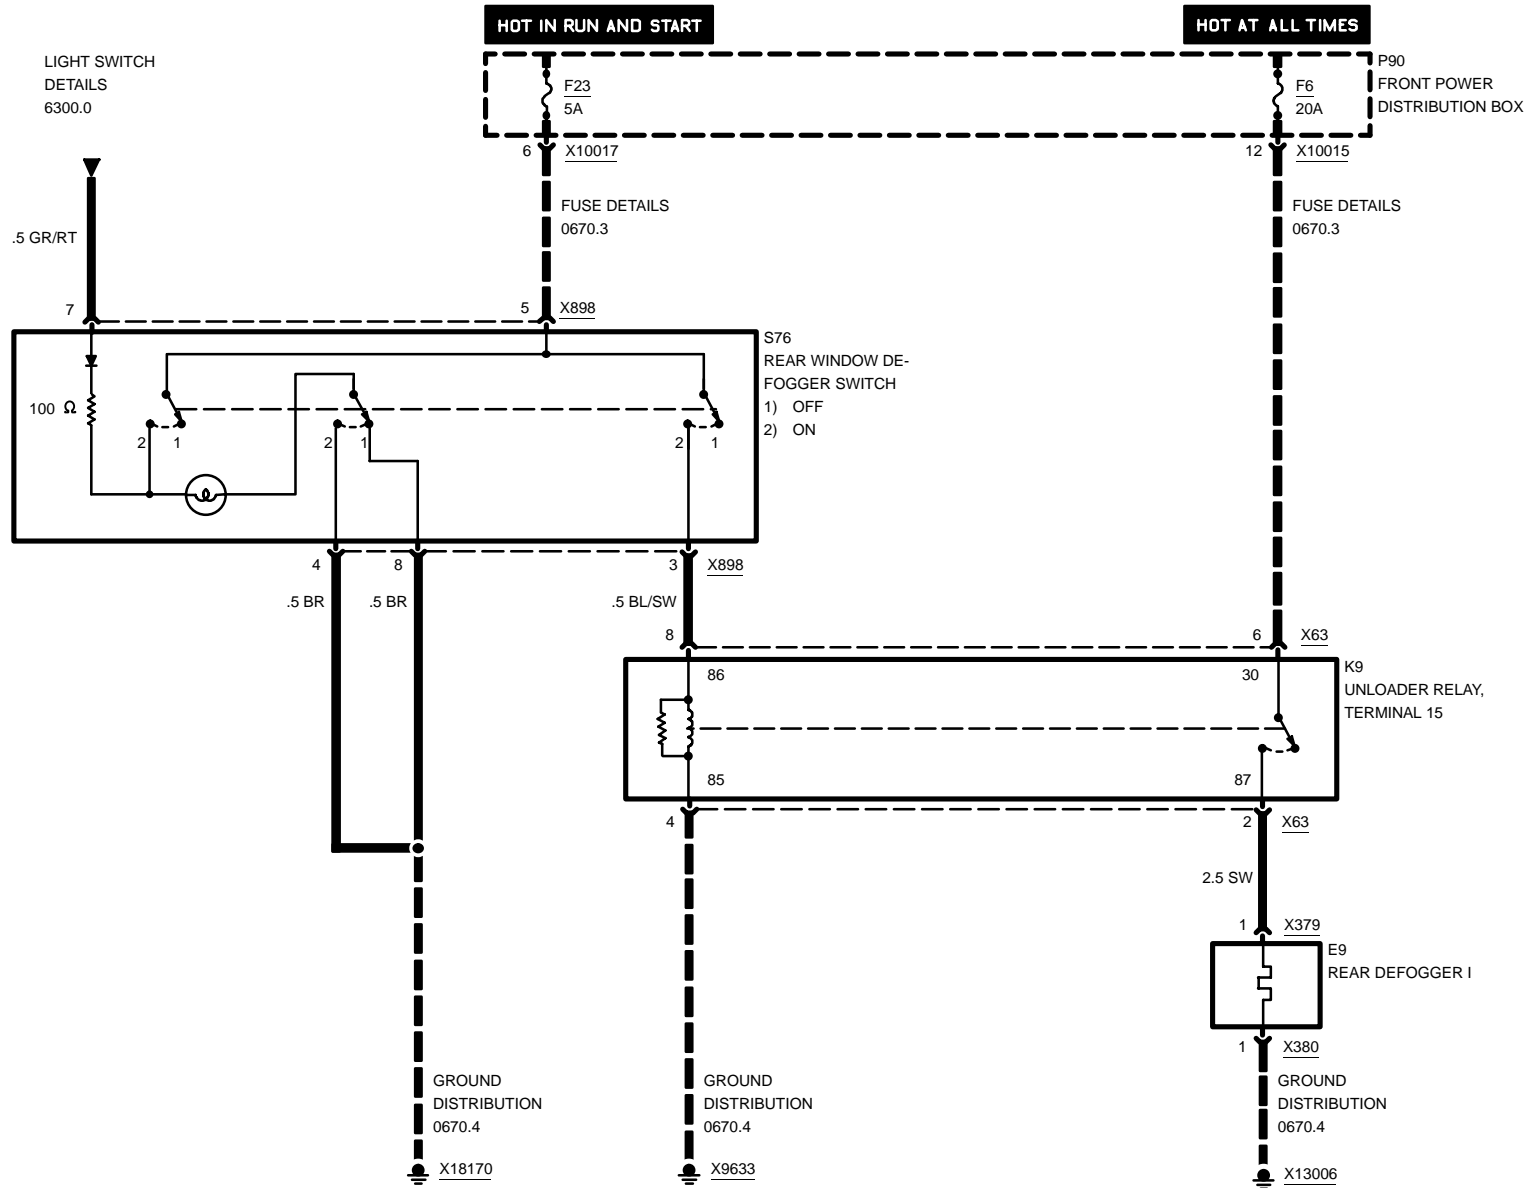 HOT IN RUN AND START
HOT AT ALL TIMES
LIGHT SWITCH
DETAILS
6300.0
F23
5A
F6
20A
P90
FRONT POWER
DISTRIBUTION BOX
6
X10017
12
X10015
FUSE DETAILS
0670.3
FUSE DETAILS
0670.3
.5 GR/RT
7
5
X898
S76
REAR WINDOW DE-
FOGGER SWITCH
1) OFF
2) ON
100 Ω
2
1
2
1
2
1
4
8
3
X898
.5 BR
.5 BR
.5 BL/SW
8
6
X63
86
30
K9
UNLOADER RELAY,
TERMINAL 15
85
87
4
2
X63
2.5 SW
1
X379
E9
REAR DEFOGGER I
1
X380
GROUND
DISTRIBUTION
0670.4
GROUND
DISTRIBUTION
0670.4
GROUND
DISTRIBUTION
0670.4
X18170
X9633
X13006